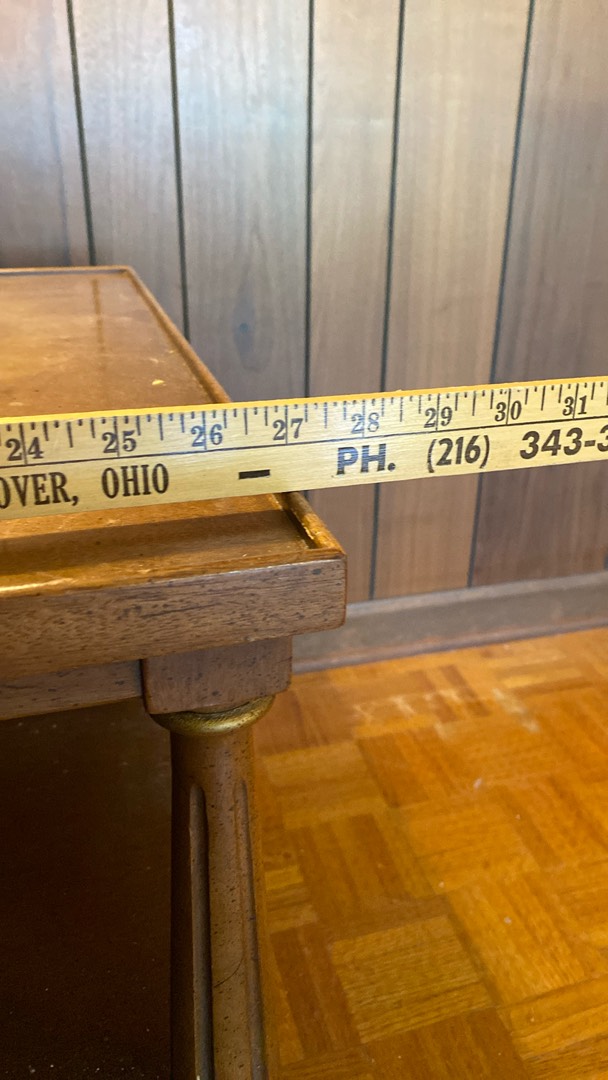 24 25 26 27 28 29 30 31
OVER, OHIO - PH. (216) 343-3